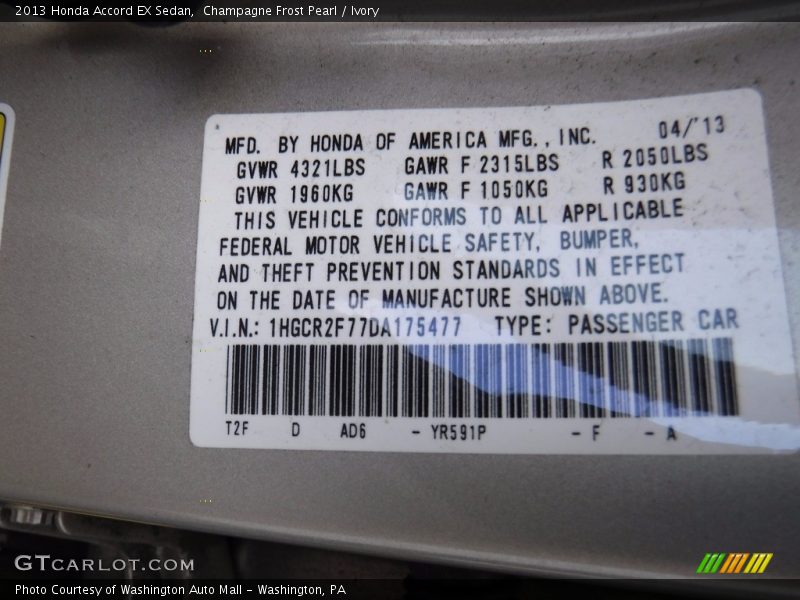 2013 Honda Accord EX Sedan, Champagne Frost Pearl / Ivory
MFD. BY HONDA OF AMERICA MFG., INC. 04/'13
GVWR 4321LBS GAWR F 2315LBS R 2050LBS
GVWR 1960KG GAWR F 1050KG R 930KG
THIS VEHICLE CONFORMS TO ALL APPLICABLE
FEDERAL MOTOR VEHICLE SAFETY, BUMPER,
AND THEFT PREVENTION STANDARDS IN EFFECT
ON THE DATE OF MANUFACTURE SHOWN ABOVE.
V.I.N.: 1HGCR2F77DA175477 TYPE: PASSENGER CAR
T2F D AD6 - YR591P - F - A
GTCARLOT.COM
Photo Courtesy of Washington Auto Mall - Washington, PA